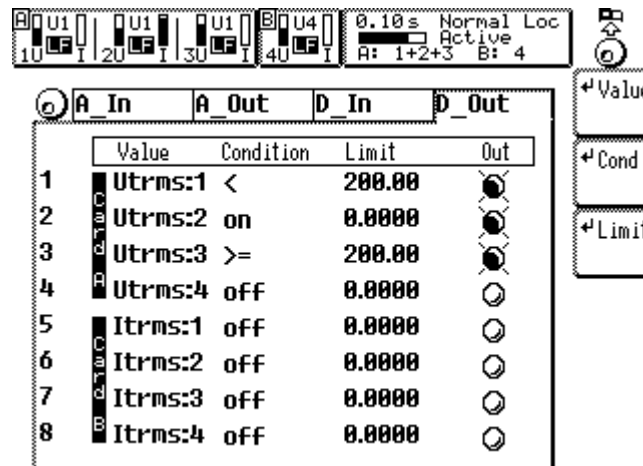 A U1 U1 U1 B U4 0.10s Normal Loc
LF LF LF LF Active
1U I 2U I 3U I 4U I A: 1+2+3 B: 4
A_In A_Out D_In D_Out
Value
Value Condition Limit Out
Cond
1 Utrms:1 < 200.00
2 Utrms:2 on 0.0000
3 Utrms:3 >= 200.00
Limit
4 Utrms:4 off 0.0000
Card A
5 Itrms:1 off 0.0000
6 Itrms:2 off 0.0000
7 Itrms:3 off 0.0000
8 Itrms:4 off 0.0000
Card B